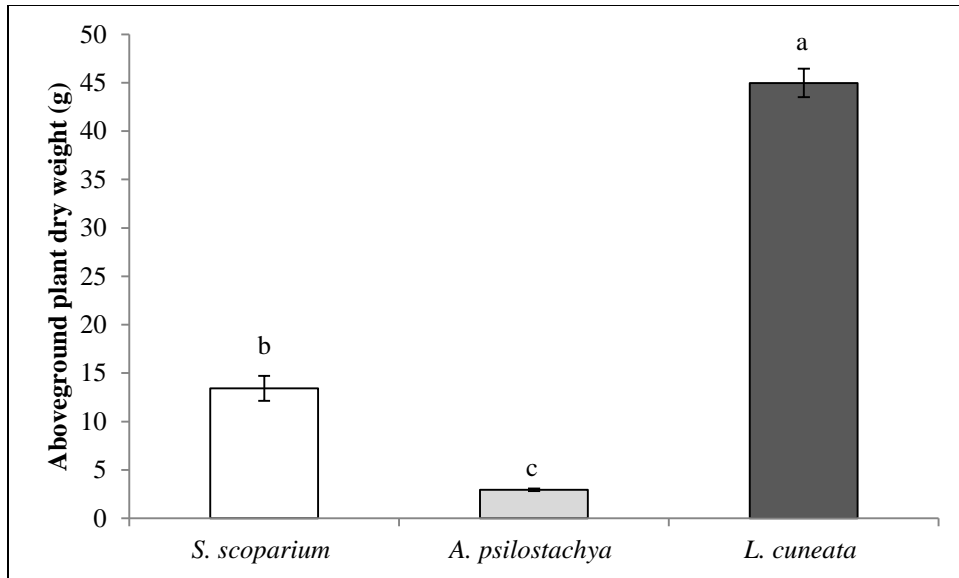 Aboveground plant dry weight (g)
50
45
40
35
30
25
20
15
10
5
0
a
b
c
S. scoparium
A. psilostachya
L. cuneata